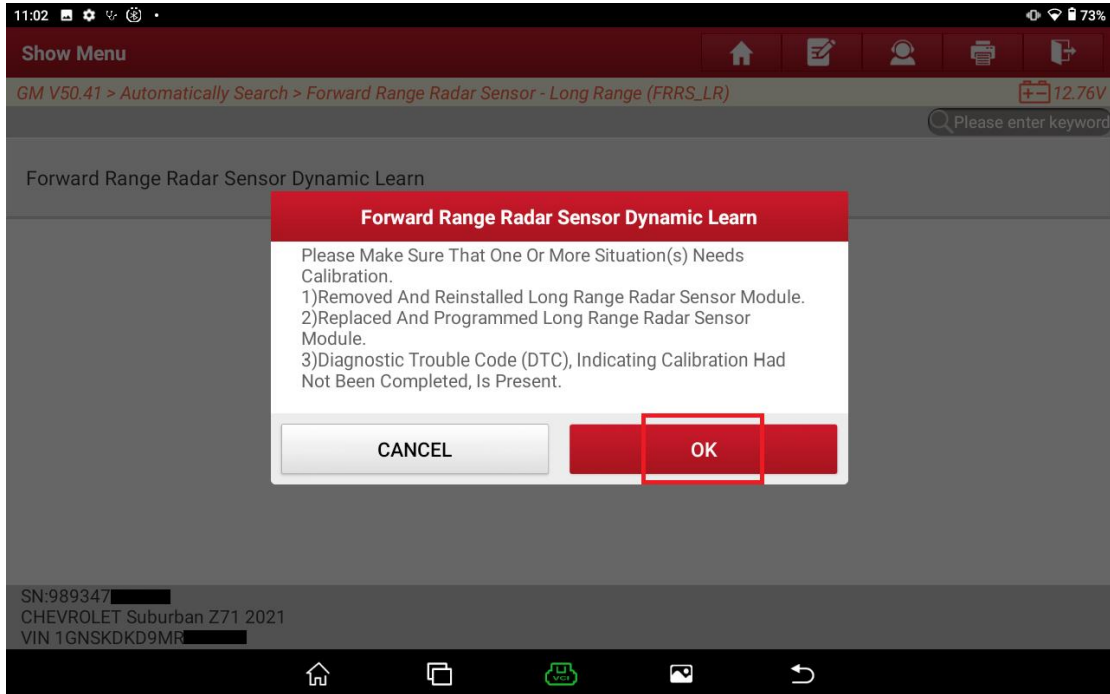 11:02
73%
Show Menu
GM V50.41 > Automatically Search > Forward Range Radar Sensor - Long Range (FRRS_LR)
12.76V
Please enter keyword
Forward Range Radar Sensor Dynamic Learn
Forward Range Radar Sensor Dynamic Learn
Please Make Sure That One Or More Situation(s) Needs
Calibration.
1)Removed And Reinstalled Long Range Radar Sensor Module.
2)Replaced And Programmed Long Range Radar Sensor
Module.
3)Diagnostic Trouble Code (DTC), Indicating Calibration Had
Not Been Completed, Is Present.
CANCEL
OK
SN:989347
CHEVROLET Suburban Z71 2021
VIN 1GNSKDKD9MR
VCI